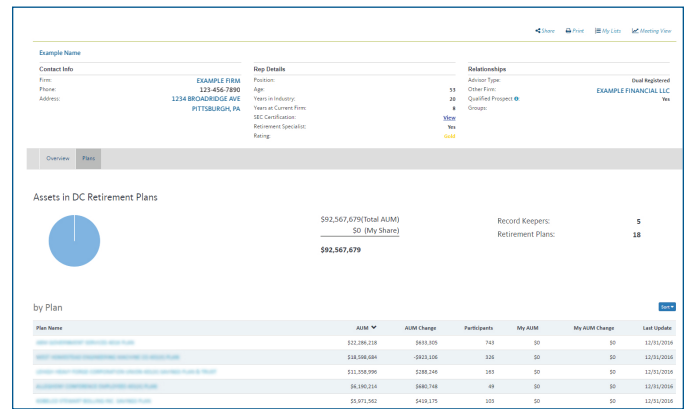 Share Print My Lists Meeting View
Example Name
Contact Info Rep Details Relationships
Firm: EXAMPLE FIRM Position: Advisor Type: Dual Registered
Phone: 123-456-7890 Age: 53 Other Firm: EXAMPLE FINANCIAL LLC
Address: 1234 BROADRIDGE AVE Years in Industry: 20 Qualified Prospect Yes
PITTSBURGH, PA Years at Current Firm: 8 Groups:
SEC Certification: View
Retirement Specialist: Yes
Rating: Gold
Overview Plans
Assets in DC Retirement Plans
$92,567,679(Total AUM) Record Keepers: 5
$0 (My Share) Retirement Plans: 18
$92,567,679
by Plan Sort
Plan Name AUM AUM Change Participants My AUM My AUM Change Last Update
$22,286,218 $633,305 743 $0 $0 12/31/2016
$18,598,684 -$923,106 326 $0 $0 12/31/2016
$11,558,996 $288,246 163 $0 $0 12/31/2016
$6,190,214 $680,748 49 $0 $0 12/31/2016
$5,971,562 $419,175 103 $0 $0 12/31/2016